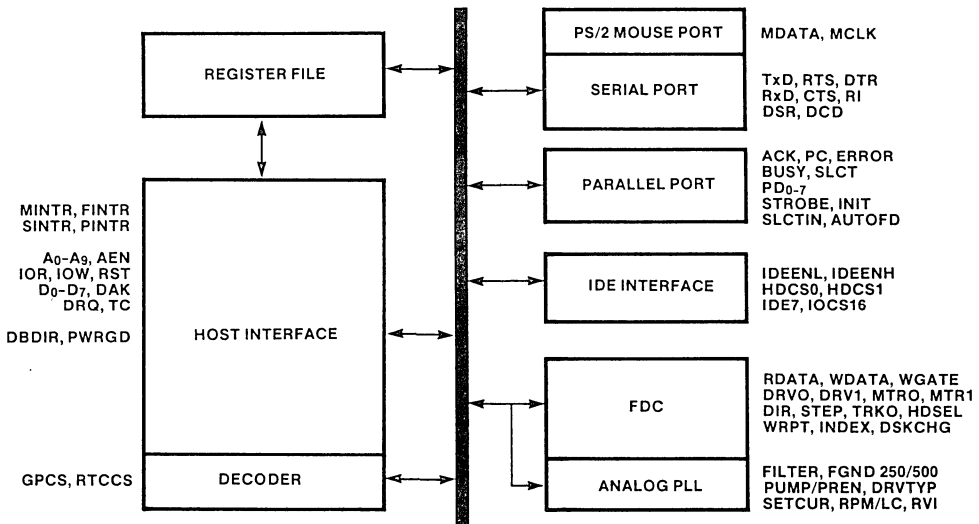 REGISTER FILE
MINTR, FINTR
SINTR, PINTR
A0-A9, AEN
IOR, IOW, RST
D0-D7, DAK
DRQ, TC
DBDIR, PWRGD
HOST INTERFACE
GPCS, RTCCS
DECODER
PS/2 MOUSE PORT
MDATA, MCLK
SERIAL PORT
TxD, RTS, DTR
RxD, CTS, RI
DSR, DCD
PARALLEL PORT
ACK, PC, ERROR
BUSY, SLCT
PD0-7
STROBE, INIT
SLCTIN, AUTOFD
IDE INTERFACE
IDEENL, IDEENH
HDCS0, HDCS1
IDE7, IOCS16
FDC
RDATA, WDATA, WGATE
DRVO, DRV1, MTRO, MTR1
DIR, STEP, TRKO, HDSEL
WRPT, INDEX, DSKCHG
ANALOG PLL
FILTER, FGND 250/500
PUMP/PREN, DRVTYP
SETCUR, RPM/LC, RVI